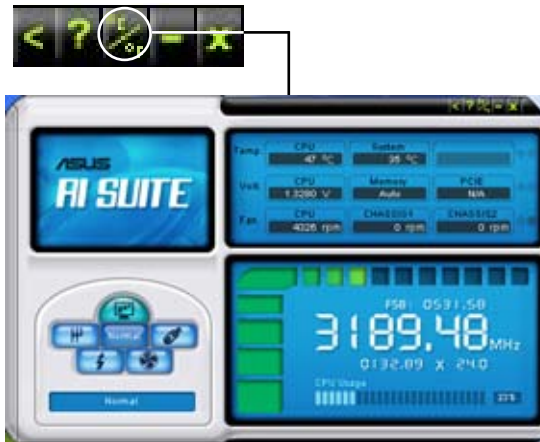 < ? °C/°F - x
< ? °C/°F - x
ASUS
AI SUITE
Temp CPU System
47 °C 35 °C
Volt CPU Memory PCIE
1.3280 V Auto N/A
Fan CPU CHASSIS1 CHASSIS2
4026 rpm 0 rpm 0 rpm
Normal
Normal
FSB: 0531.58
3189.48 MHz
0132.89 X 24.0
CPU Usage
23%